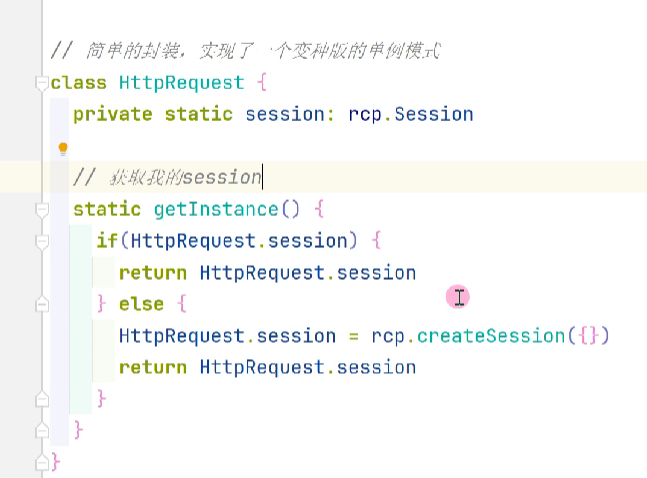 // 简单的封装，实现了一个变种版的单例模式
class HttpRequest {
private static session: rcp.Session
// 获取我的session
static getInstance() {
if(HttpRequest.session) {
return HttpRequest.session
} else {
HttpRequest.session = rcp.createSession({})
return HttpRequest.session
}
}
}